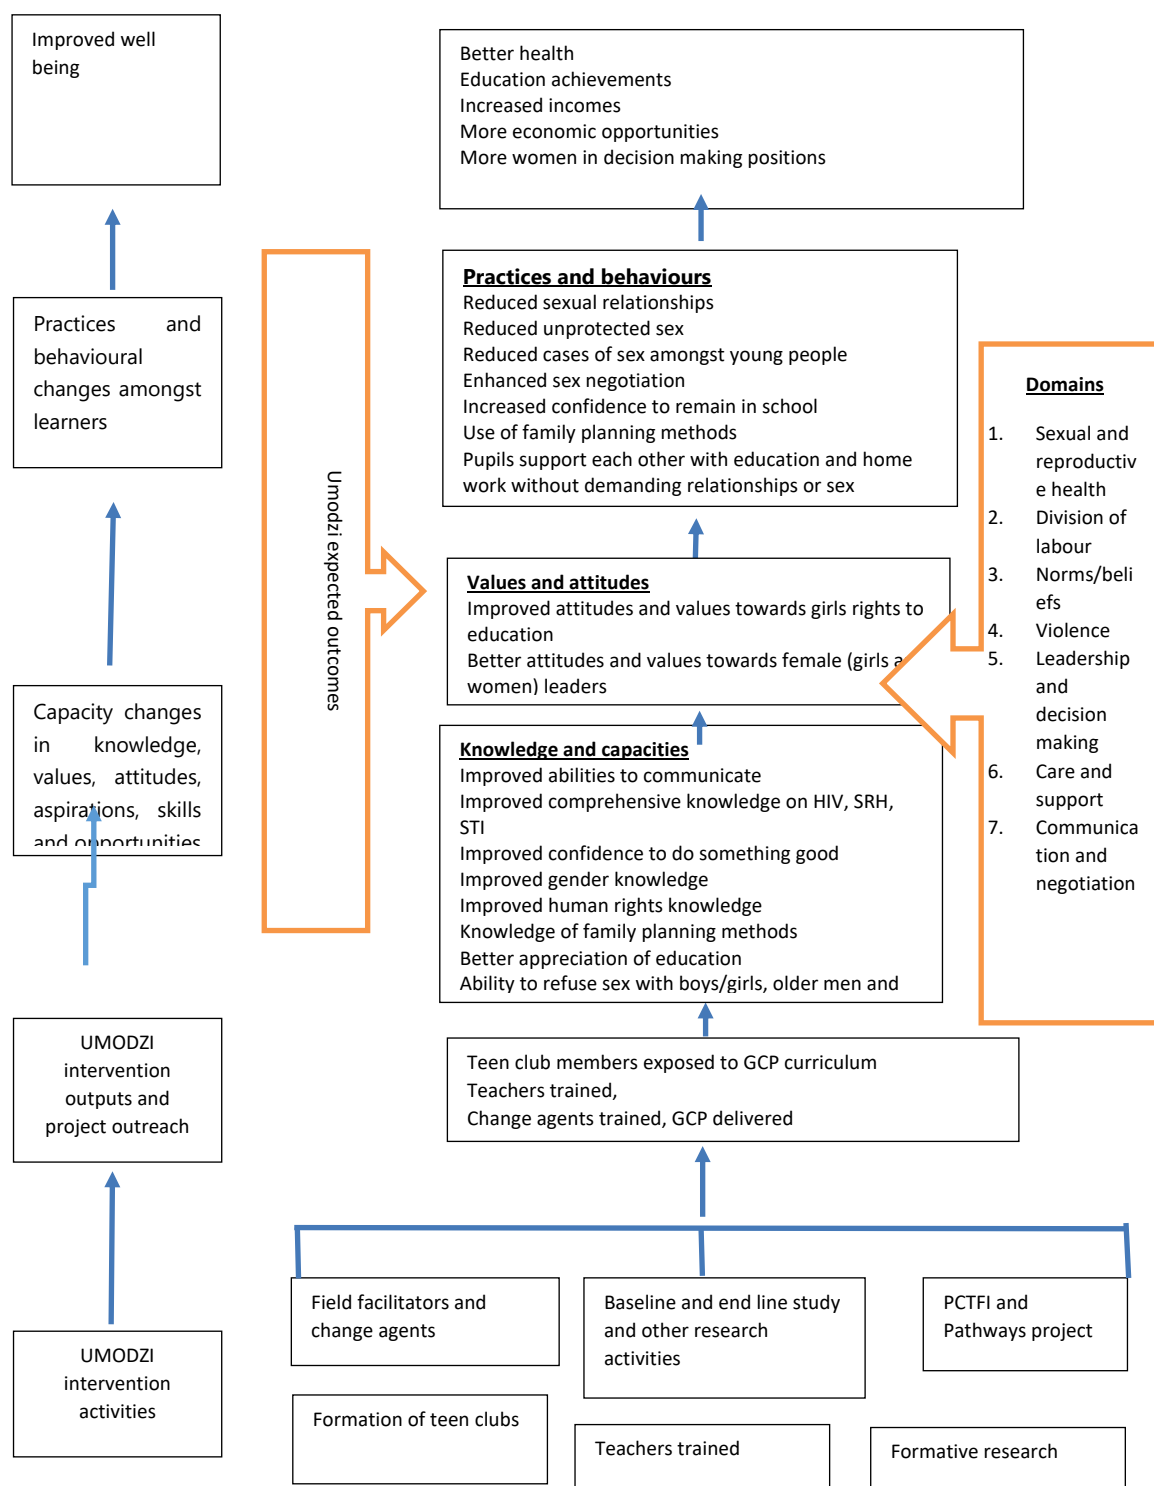 Improved well
being
Better health
Education achievements
Increased incomes
More economic opportunities
More women in decision making positions
Practices and
behavioural
changes amongst
learners
Umodzi expected outcomes
Practices and behaviours
Reduced sexual relationships
Reduced unprotected sex
Reduced cases of sex amongst young people
Enhanced sex negotiation
Increased confidence to remain in school
Use of family planning methods
Pupils support each other with education and home
work without demanding relationships or sex
Domains
1. Sexual and
reproductiv
e health
2. Division of
labour
3. Norms/beli
efs
4. Violence
5. Leadership
and
decision
making
6. Care and
support
7. Communica
tion and
negotiation
Values and attitudes
Improved attitudes and values towards girls rights to
education
Better attitudes and values towards female (girls a
women) leaders
Capacity changes
in knowledge,
values, attitudes,
aspirations, skills
and opportunities
Knowledge and capacities
Improved abilities to communicate
Improved comprehensive knowledge on HIV, SRH,
STI
Improved confidence to do something good
Improved gender knowledge
Improved human rights knowledge
Knowledge of family planning methods
Better appreciation of education
Ability to refuse sex with boys/girls, older men and
UMODZI
intervention
outputs and
project outreach
Teen club members exposed to GCP curriculum
Teachers trained,
Change agents trained, GCP delivered
UMODZI
intervention
activities
Field facilitators and
change agents
Baseline and end line study
and other research
activities
PCTFI and
Pathways project
Formation of teen clubs
Teachers trained
Formative research